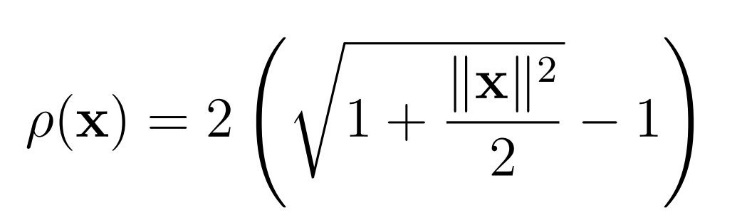 ρ(𝐱) = 2 ( √(1 + ‖𝐱‖² / 2) − 1 )